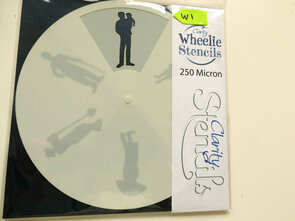 W1
Clarity
Wheelie
Stencils
250 Micron
Clarity
Stencils